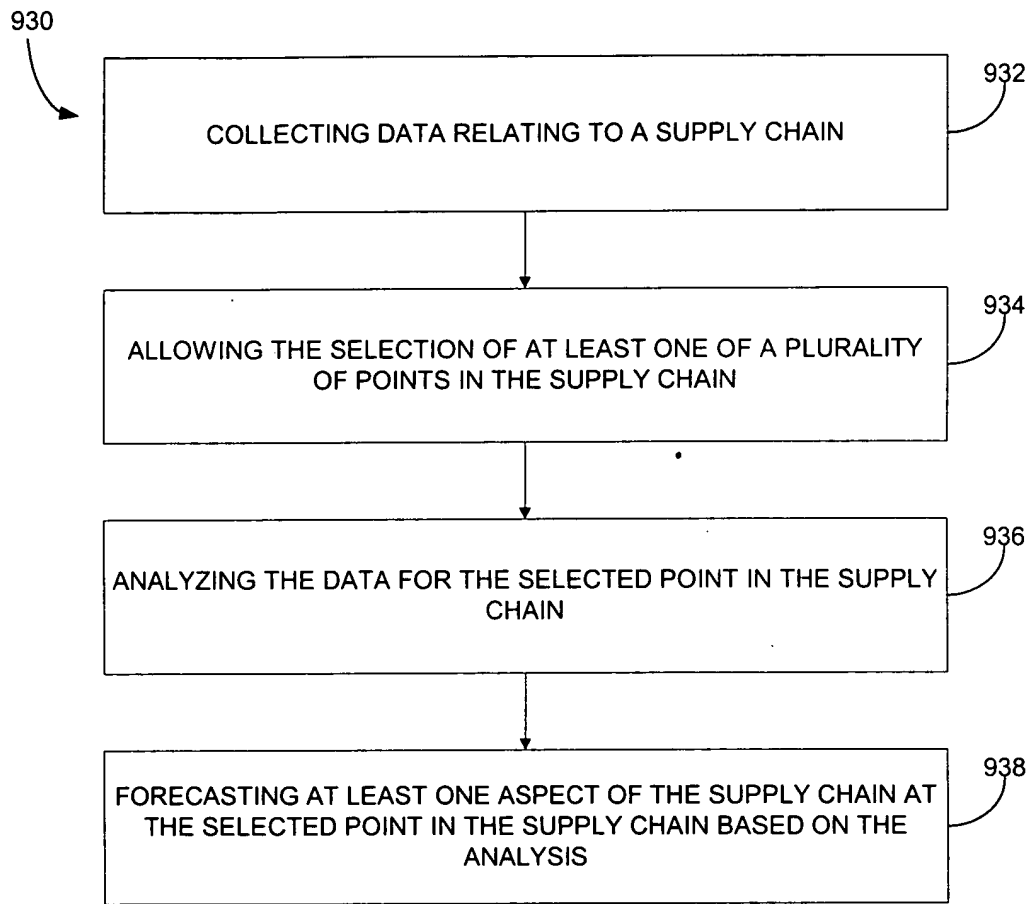 930
932
COLLECTING DATA RELATING TO A SUPPLY CHAIN
934
ALLOWING THE SELECTION OF AT LEAST ONE OF A PLURALITY
OF POINTS IN THE SUPPLY CHAIN
936
ANALYZING THE DATA FOR THE SELECTED POINT IN THE SUPPLY
CHAIN
938
FORECASTING AT LEAST ONE ASPECT OF THE SUPPLY CHAIN AT
THE SELECTED POINT IN THE SUPPLY CHAIN BASED ON THE
ANALYSIS